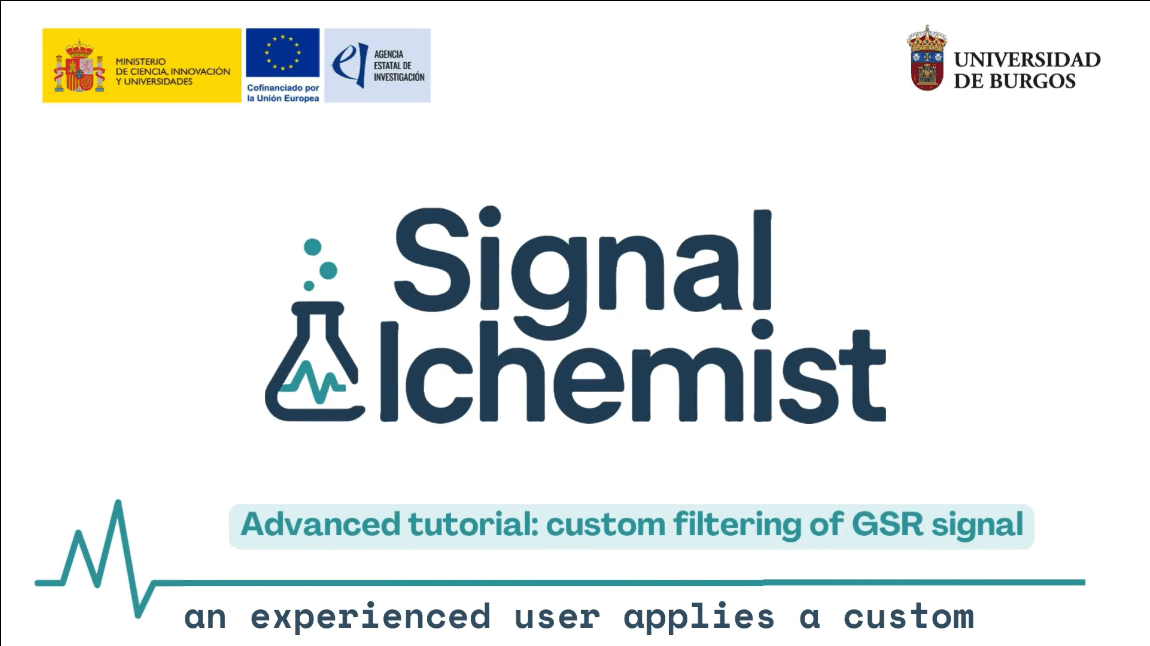 MINISTERIO
DE CIENCIA, INNOVACIÓN
Y UNIVERSIDADES
Cofinanciado por
la Unión Europea
AGENCIA
ESTATAL DE
INVESTIGACIÓN
UNIVERSIDAD
DE BURGOS
Signal
lchemist
Advanced tutorial: custom filtering of GSR signal
an experienced user applies a custom